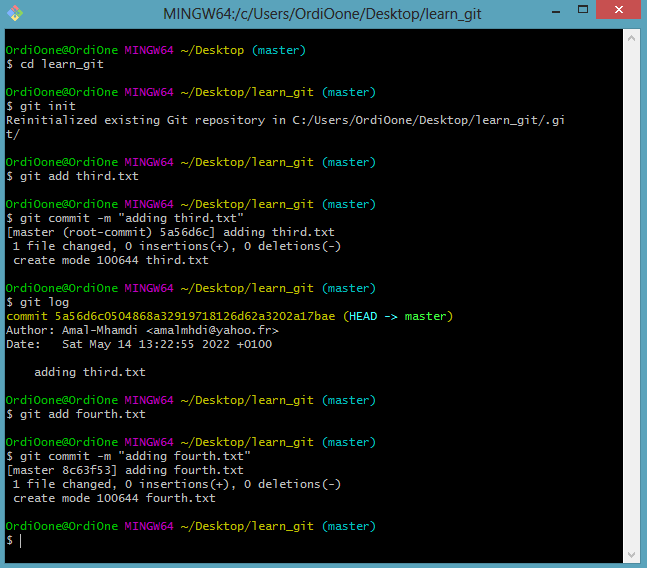 MINGW64:/c/Users/OrdiOone/Desktop/learn_git
OrdiOone@OrdiOne MINGW64 ~/Desktop (master)
$ cd learn_git
OrdiOone@OrdiOne MINGW64 ~/Desktop/learn_git (master)
$ git init
Reinitialized existing Git repository in C:/Users/OrdiOone/Desktop/learn_git/.gi
t/
OrdiOone@OrdiOne MINGW64 ~/Desktop/learn_git (master)
$ git add third.txt
OrdiOone@OrdiOne MINGW64 ~/Desktop/learn_git (master)
$ git commit -m "adding third.txt"
[master (root-commit) 5a56d6c] adding third.txt
 1 file changed, 0 insertions(+), 0 deletions(-)
 create mode 100644 third.txt
OrdiOone@OrdiOne MINGW64 ~/Desktop/learn_git (master)
$ git log
commit 5a56d6c0504868a32919718126d62a3202a17bae (HEAD -> master)
Author: Amal-Mhamdi <amalmhdi@yahoo.fr>
Date:   Sat May 14 13:22:55 2022 +0100
    adding third.txt
OrdiOone@OrdiOne MINGW64 ~/Desktop/learn_git (master)
$ git add fourth.txt
OrdiOone@OrdiOne MINGW64 ~/Desktop/learn_git (master)
$ git commit -m "adding fourth.txt"
[master 8c63f53] adding fourth.txt
 1 file changed, 0 insertions(+), 0 deletions(-)
 create mode 100644 fourth.txt
OrdiOone@OrdiOne MINGW64 ~/Desktop/learn_git (master)
$